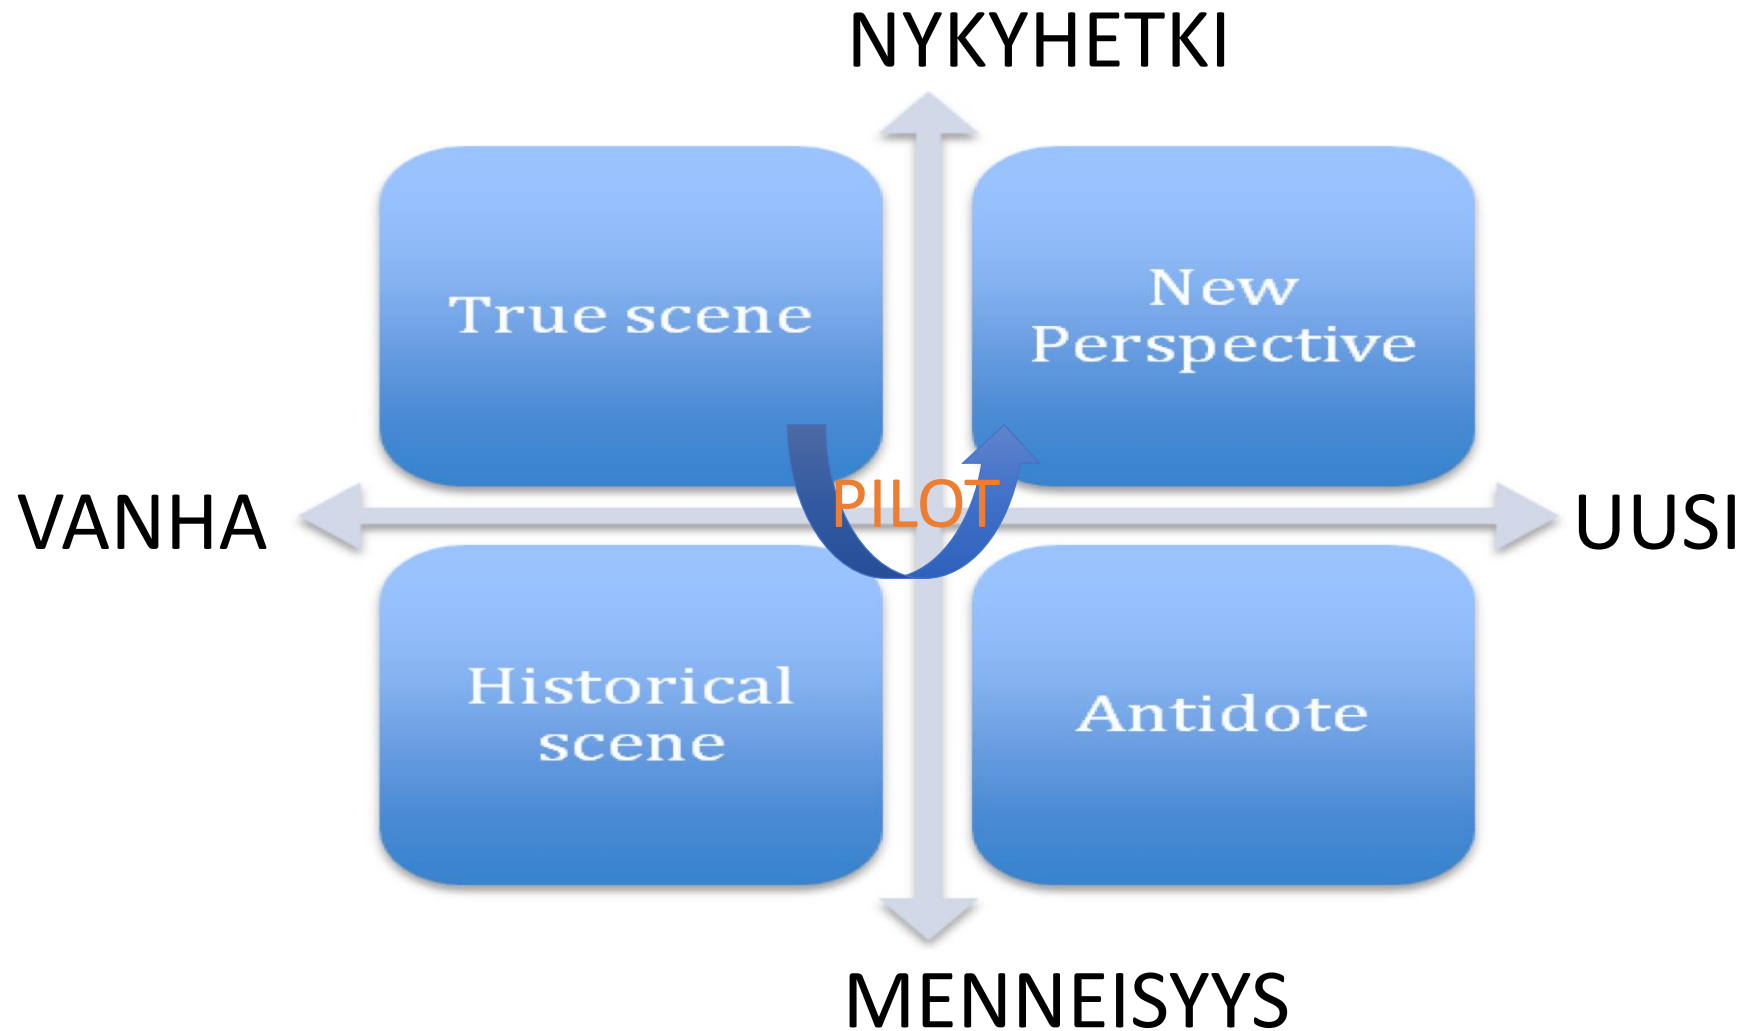 NYKYHETKI
True scene
New
Perspective
VANHA
PILOT
UUSI
Historical
scene
Antidote
MENNEISYYS